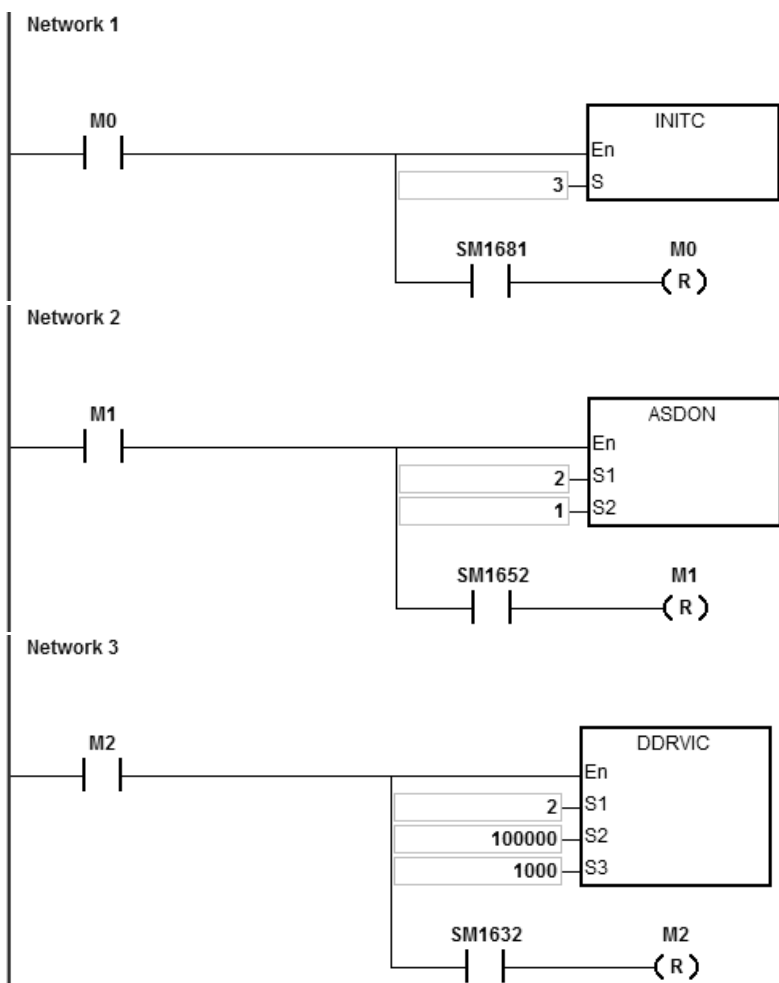 Network 1
M0
INITC
En
3 S
SM1681 M0
( R )
Network 2
M1
ASDON
En
2 S1
1 S2
SM1652 M1
( R )
Network 3
M2
DDRVIC
En
2 S1
100000 S2
1000 S3
SM1632 M2
( R )